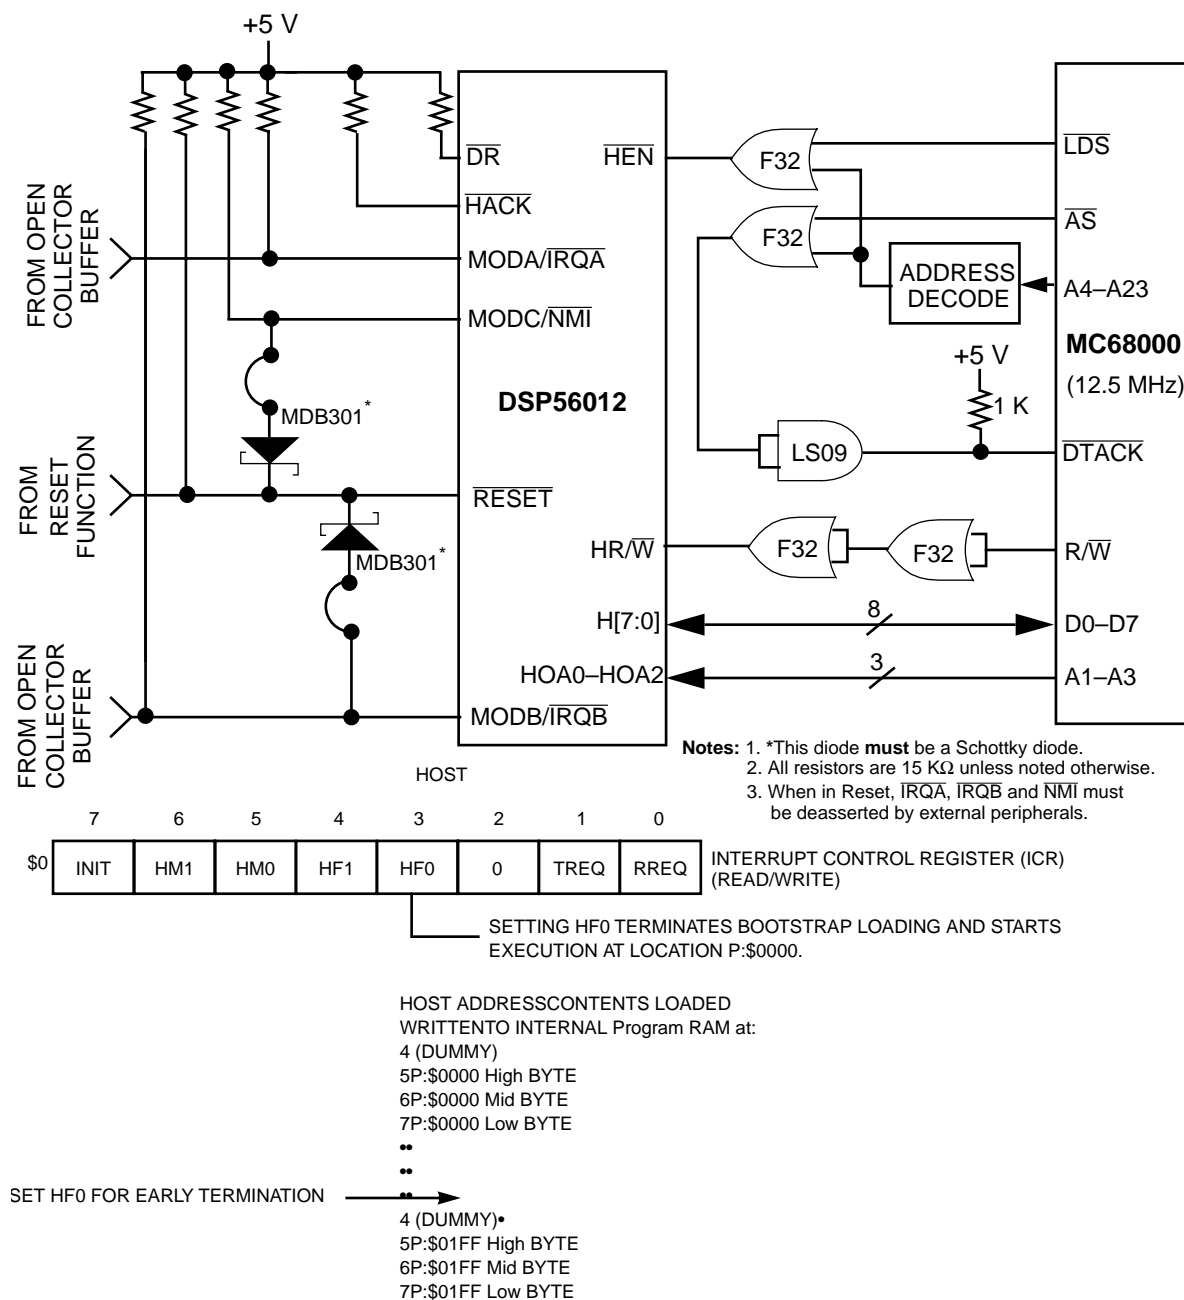 +5 V
FROM OPEN
COLLECTOR
BUFFER
FROM
RESET
FUNCTION
FROM OPEN
COLLECTOR
BUFFER
DR
HACK
MODA/IRQA
MODC/NMI
MDB301*
RESET
MDB301*
MODB/IRQB
DSP56012
HEN
HR/W
H[7:0]
HOA0–HOA2
F32
F32
ADDRESS
DECODE
+5 V
1 K
LS09
F32
F32
8
3
LDS
AS
A4–A23
MC68000
(12.5 MHz)
DTACK
R/W
D0–D7
A1–A3
Notes: 1. *This diode must be a Schottky diode.
2. All resistors are 15 KΩ unless noted otherwise.
3. When in Reset, IRQA, IRQB and NMI must
be deasserted by external peripherals.
HOST
7 6 5 4 3 2 1 0
$0 INIT HM1 HM0 HF1 HF0 0 TREQ RREQ
INTERRUPT CONTROL REGISTER (ICR)
(READ/WRITE)
SETTING HF0 TERMINATES BOOTSTRAP LOADING AND STARTS
EXECUTION AT LOCATION P:$0000.
HOST ADDRESSCONTENTS LOADED
WRITTENTO INTERNAL Program RAM at:
4 (DUMMY)
5P:$0000 High BYTE
6P:$0000 Mid BYTE
7P:$0000 Low BYTE
••
••
SET HF0 FOR EARLY TERMINATION ••
4 (DUMMY)•
5P:$01FF High BYTE
6P:$01FF Mid BYTE
7P:$01FF Low BYTE